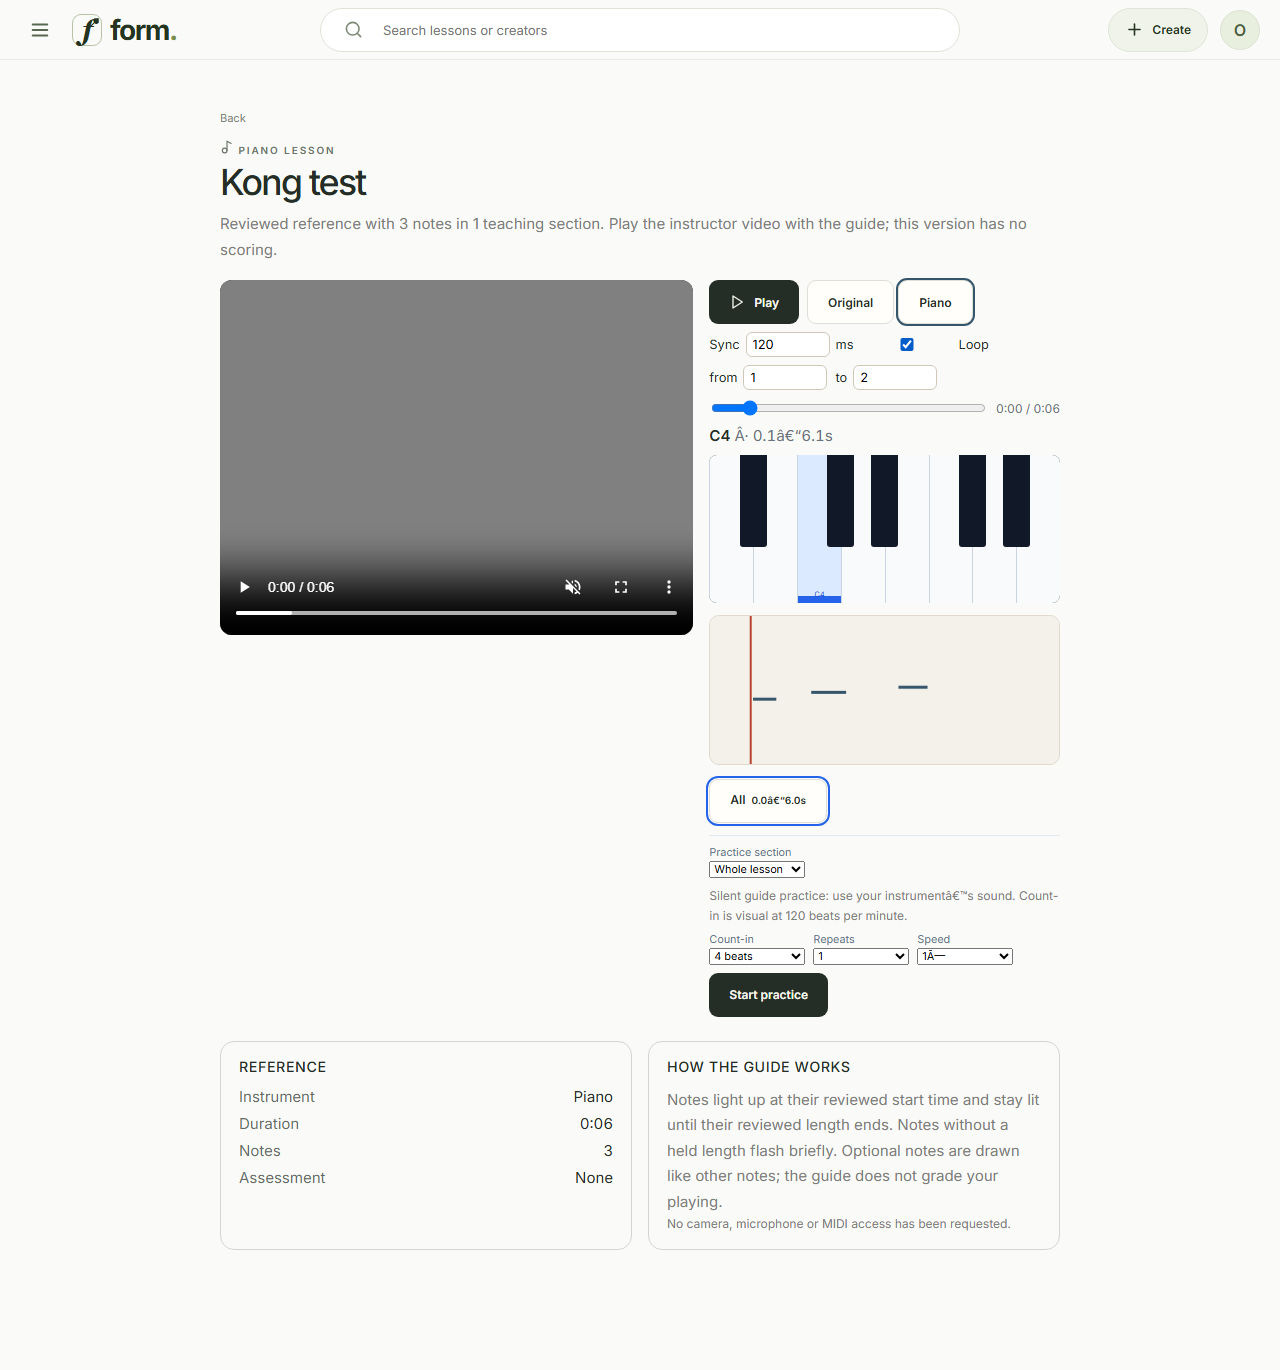 form.
Search lessons or creators
Create
O
Back
PIANO LESSON
Kong test
Reviewed reference with 3 notes in 1 teaching section. Play the instructor video with the guide; this version has no
scoring.
Play
Original
Piano
Sync 120 ms Loop
from 1 to 2
0:00 / 0:06
C4 Â· 0.1â€“6.1s
C4
0:00 / 0:06
All 0.0â€“6.0s
Practice section
Whole lesson
Silent guide practice: use your instrumentâ€™s sound. Count-
in is visual at 120 beats per minute.
Count-in Repeats Speed
4 beats 1 1Ã—
Start practice
REFERENCE
Instrument Piano
Duration 0:06
Notes 3
Assessment None
HOW THE GUIDE WORKS
Notes light up at their reviewed start time and stay lit
until their reviewed length ends. Notes without a
held length flash briefly. Optional notes are drawn
like other notes; the guide does not grade your
playing.
No camera, microphone or MIDI access has been requested.